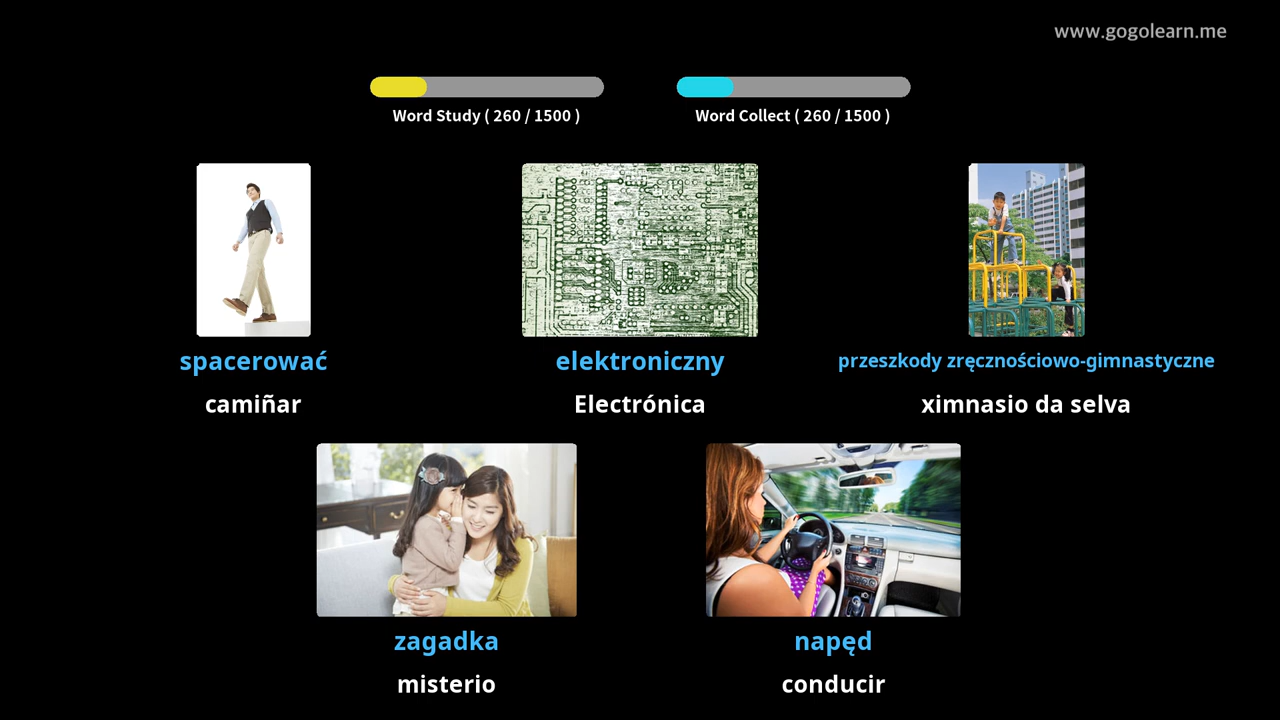 www.gogolearn.me
Word Study ( 260 / 1500 )
Word Collect ( 260 / 1500 )
spacerować
elektroniczny
przeszkody zręcznościowo-gimnastyczne
camiñar
Electrónica
ximnasio da selva
zagadka
napęd
misterio
conducir